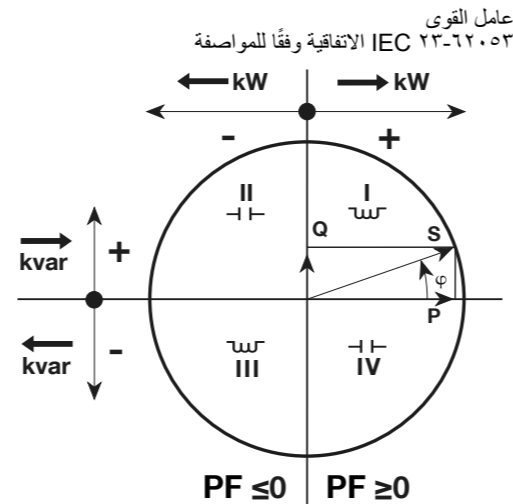 عامل القوى
الاتفاقية وفقًا للمواصفة IEC ٦٢٠٥٣-٢٣
kW kW
- +
II I
Q S
kvar +
φ
P
kvar -
III IV
PF ≤0 PF ≥0